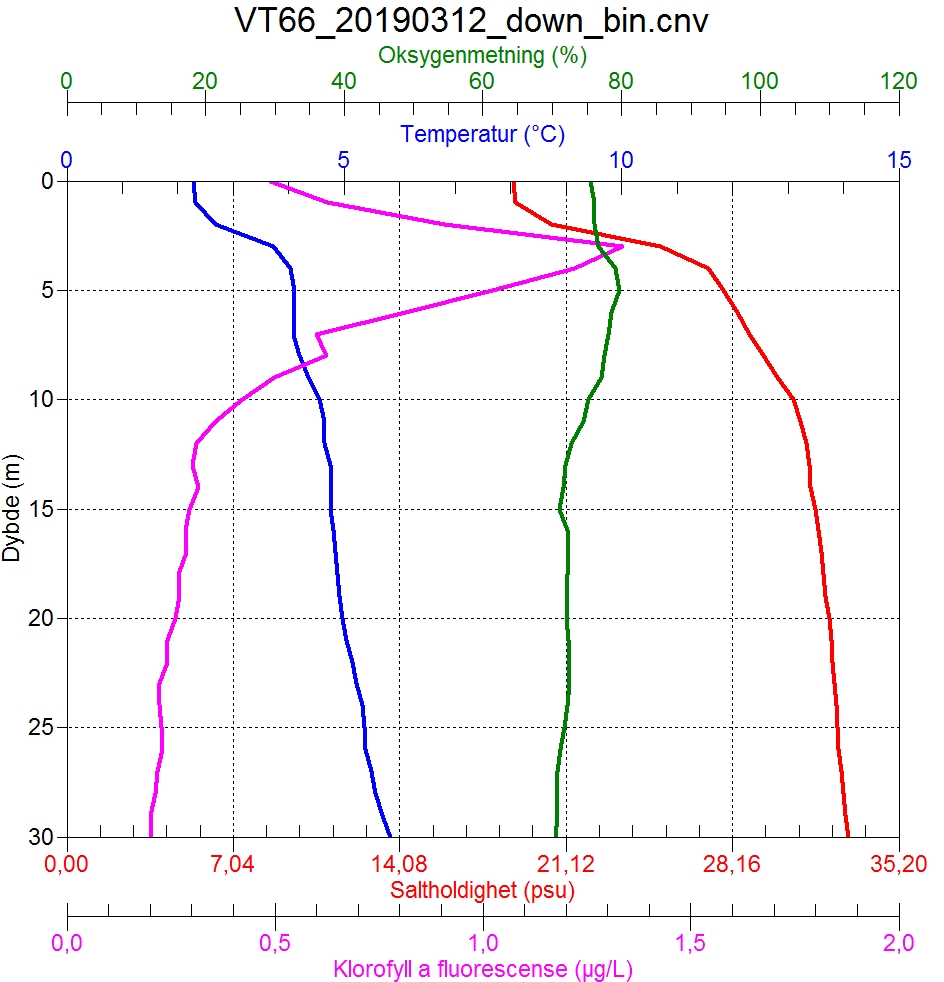 VT66_20190312_down_bin.cnv
Oksygenmetning (%)
0 20 40 60 80 100 120
Temperatur (°C)
0 5 10 15
0
5
10
15
20
25
30
Dybde (m)
0,00 7,04 14,08 21,12 28,16 35,20
Saltholdighet (psu)
0,0 0,5 1,0 1,5 2,0
Klorofyll a fluorescense (µg/L)